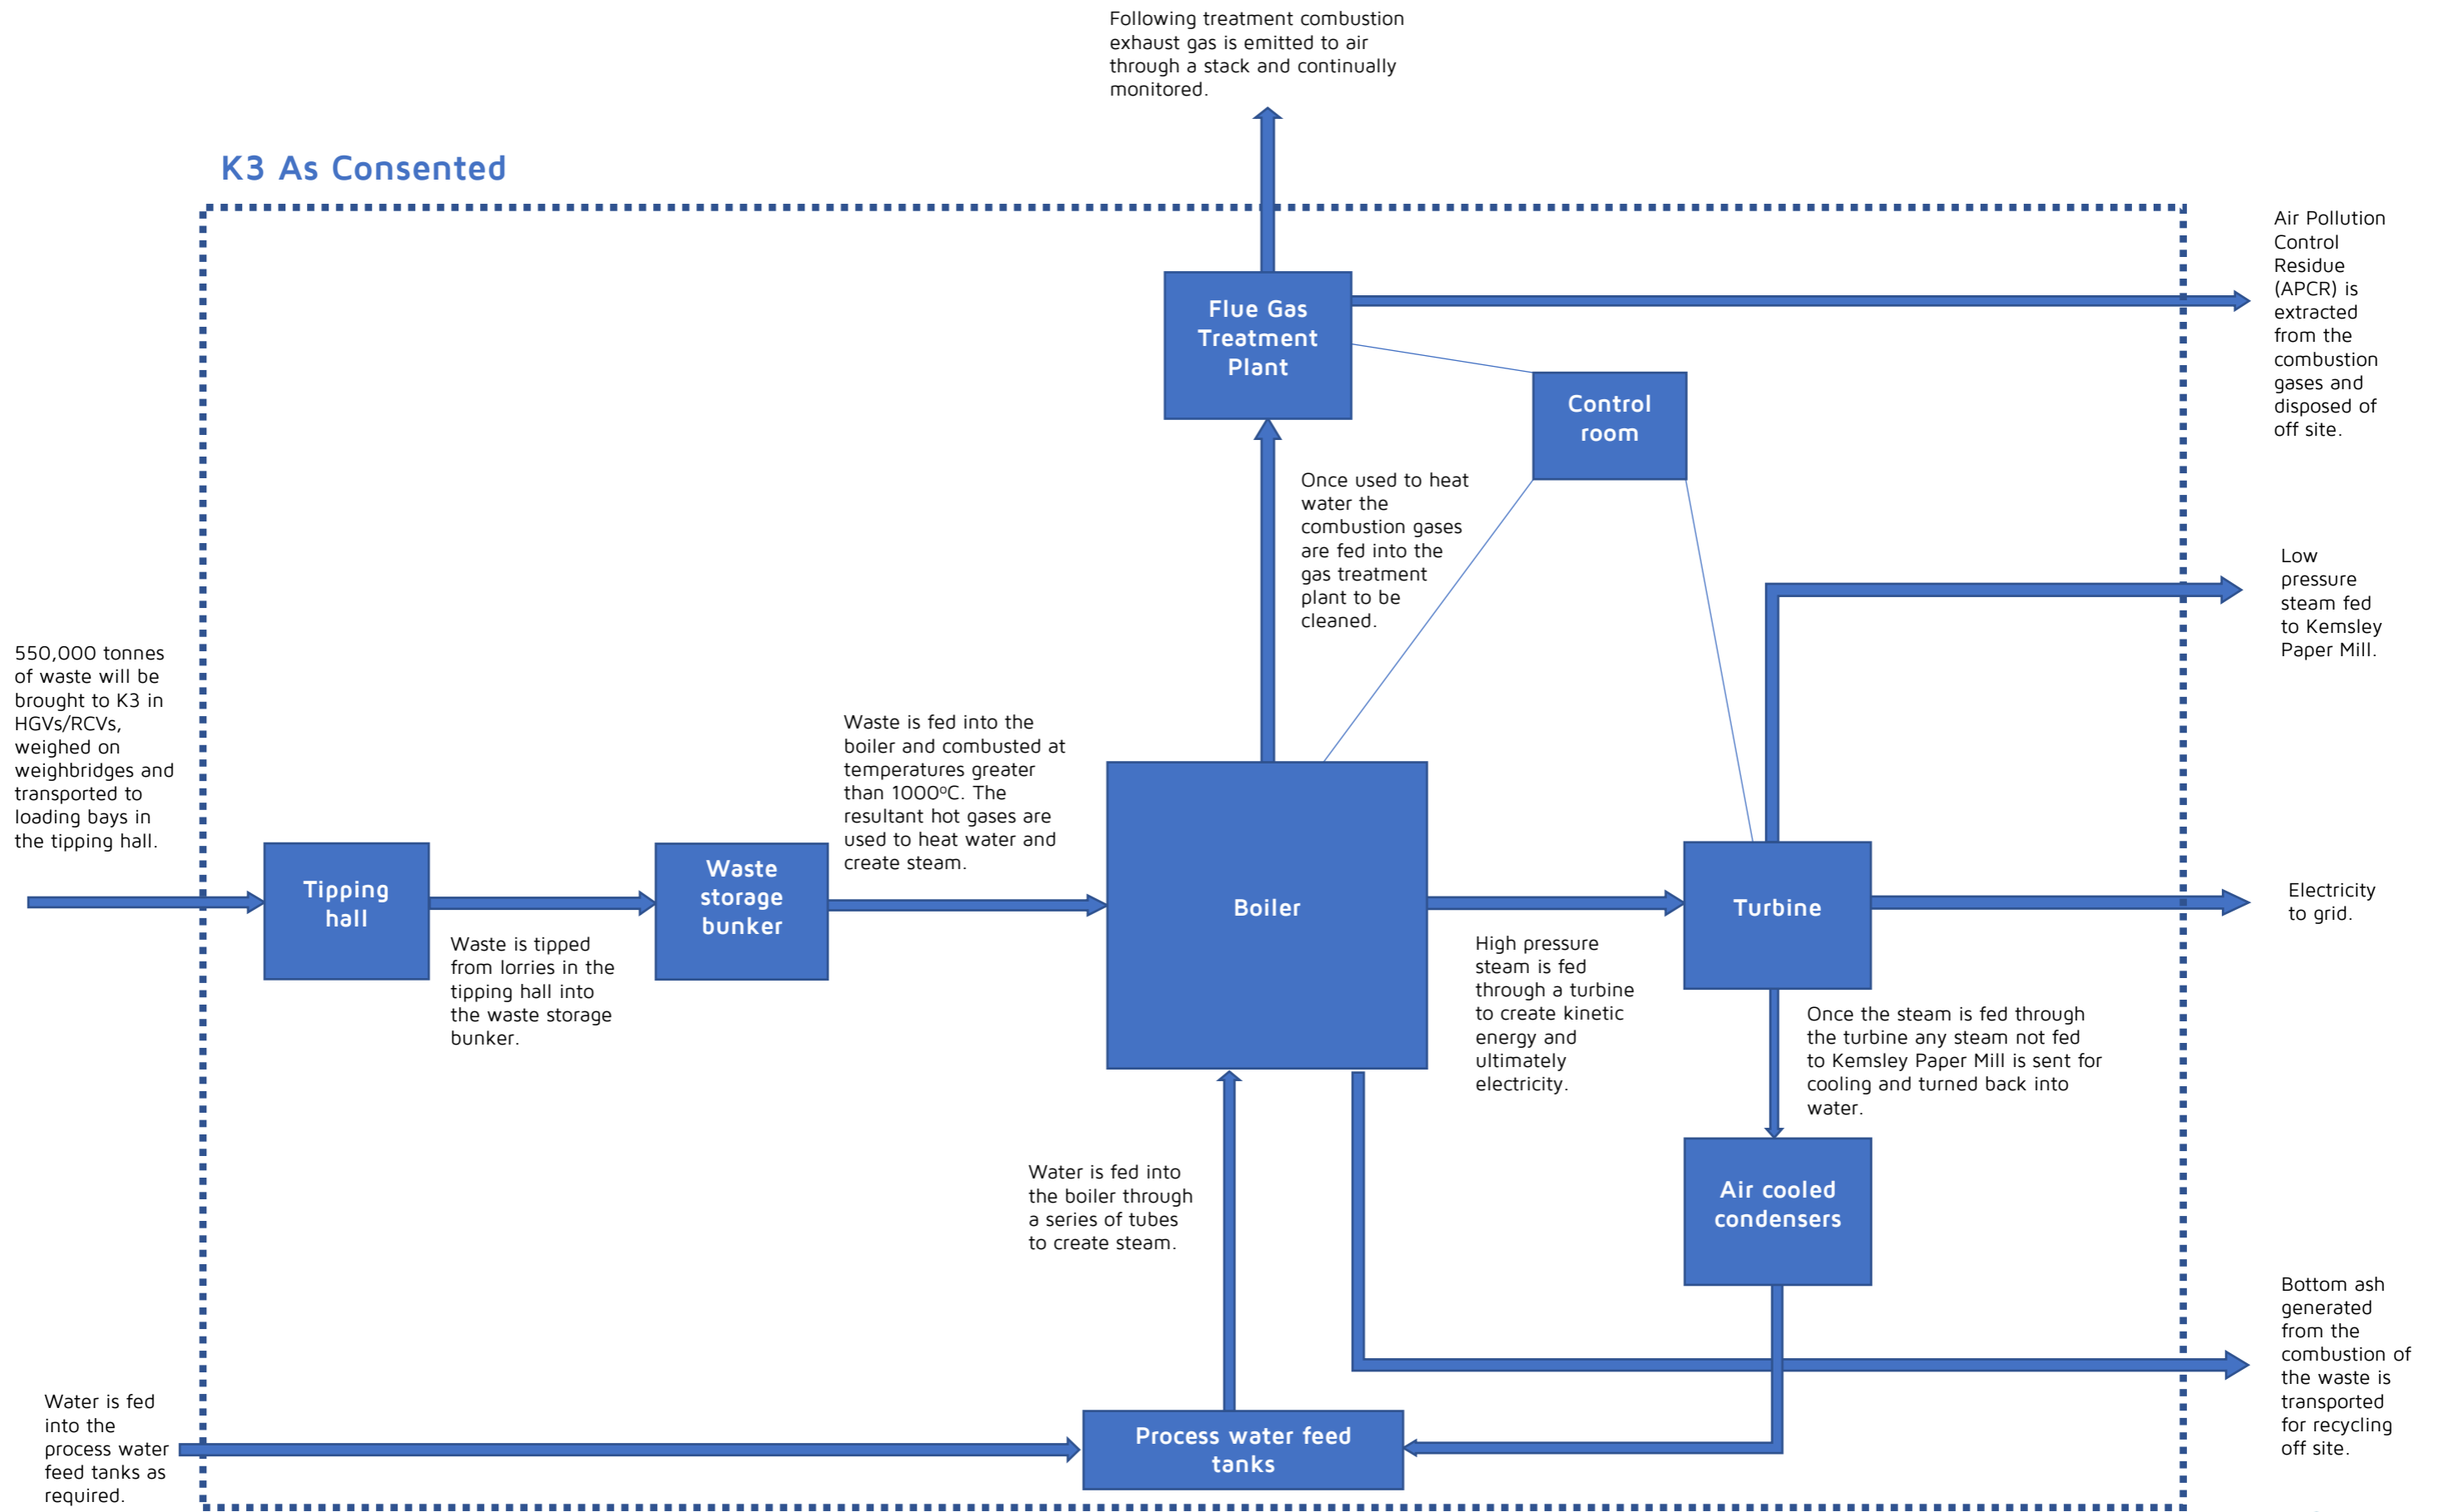 Following treatment combustion
exhaust gas is emitted to air
through a stack and continually
monitored.
K3 As Consented
Air Pollution
Control
Residue
(APCR) is
extracted
from the
combustion
gases and
disposed of
off site.
Flue Gas
Treatment
Plant
Control
room
Once used to heat
water the
combustion gases
are fed into the
gas treatment
plant to be
cleaned.
Low
pressure
steam fed
to Kemsley
Paper Mill.
550,000 tonnes
of waste will be
brought to K3 in
HGVs/RCVs,
weighed on
weighbridges and
transported to
loading bays in
the tipping hall.
Waste is fed into the
boiler and combusted at
temperatures greater
than 1000ºC. The
resultant hot gases are
used to heat water and
create steam.
Tipping
hall
Waste
storage
bunker
Boiler
Turbine
Electricity
to grid.
Waste is tipped
from lorries in the
tipping hall into
the waste storage
bunker.
High pressure
steam is fed
through a turbine
to create kinetic
energy and
ultimately
electricity.
Once the steam is fed through
the turbine any steam not fed
to Kemsley Paper Mill is sent for
cooling and turned back into
water.
Water is fed into
the boiler through
a series of tubes
to create steam.
Air cooled
condensers
Bottom ash
generated
from the
combustion of
the waste is
transported
for recycling
off site.
Water is fed
into the
process water
feed tanks as
required.
Process water feed
tanks